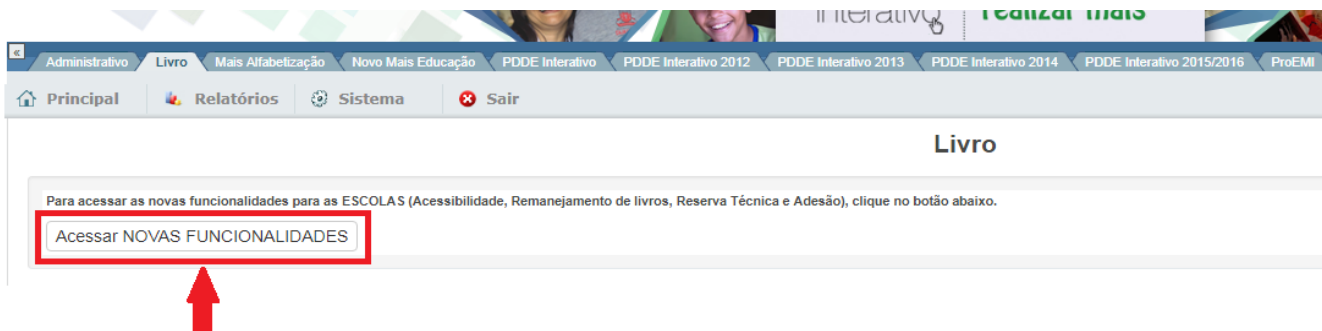 interativo realizar mais
«
Administrativo Livro Mais Alfabetização Novo Mais Educação PDDE Interativo PDDE Interativo 2012 PDDE Interativo 2013 PDDE Interativo 2014 PDDE Interativo 2015/2016 ProEMI
Principal Relatórios Sistema Sair
Livro
Para acessar as novas funcionalidades para as ESCOLAS (Acessibilidade, Remanejamento de livros, Reserva Técnica e Adesão), clique no botão abaixo.
Acessar NOVAS FUNCIONALIDADES